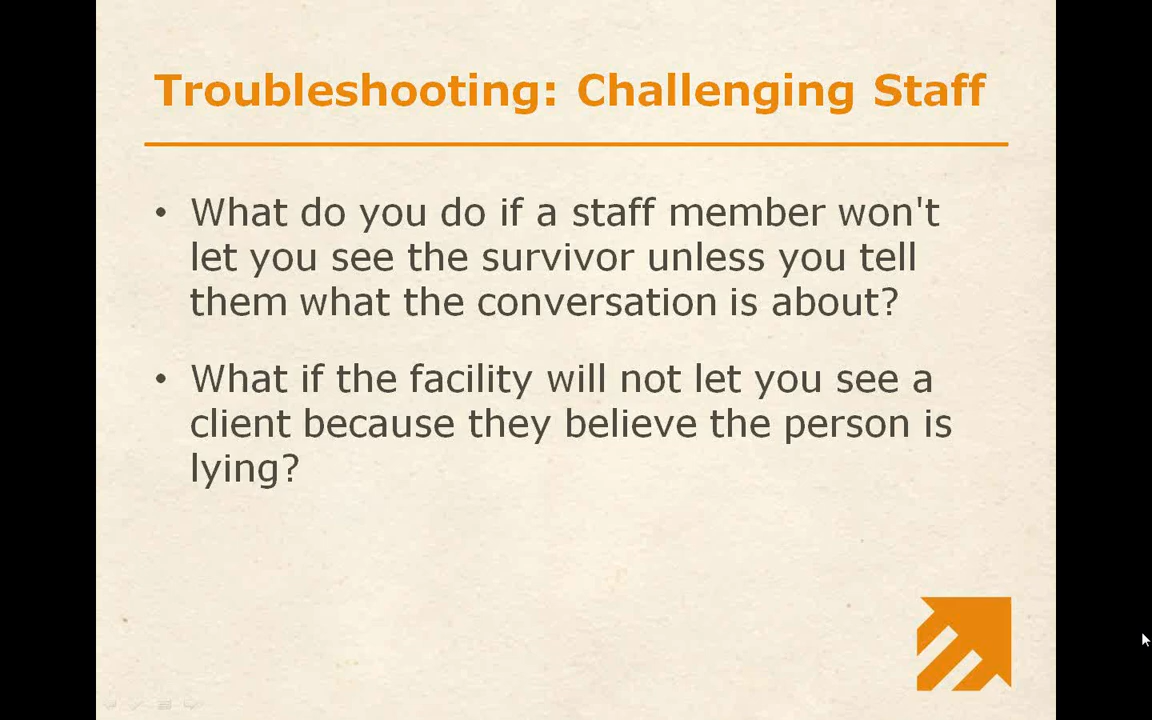 Troubleshooting: Challenging Staff
• What do you do if a staff member won't
let you see the survivor unless you tell
them what the conversation is about?
• What if the facility will not let you see a
client because they believe the person is
lying?